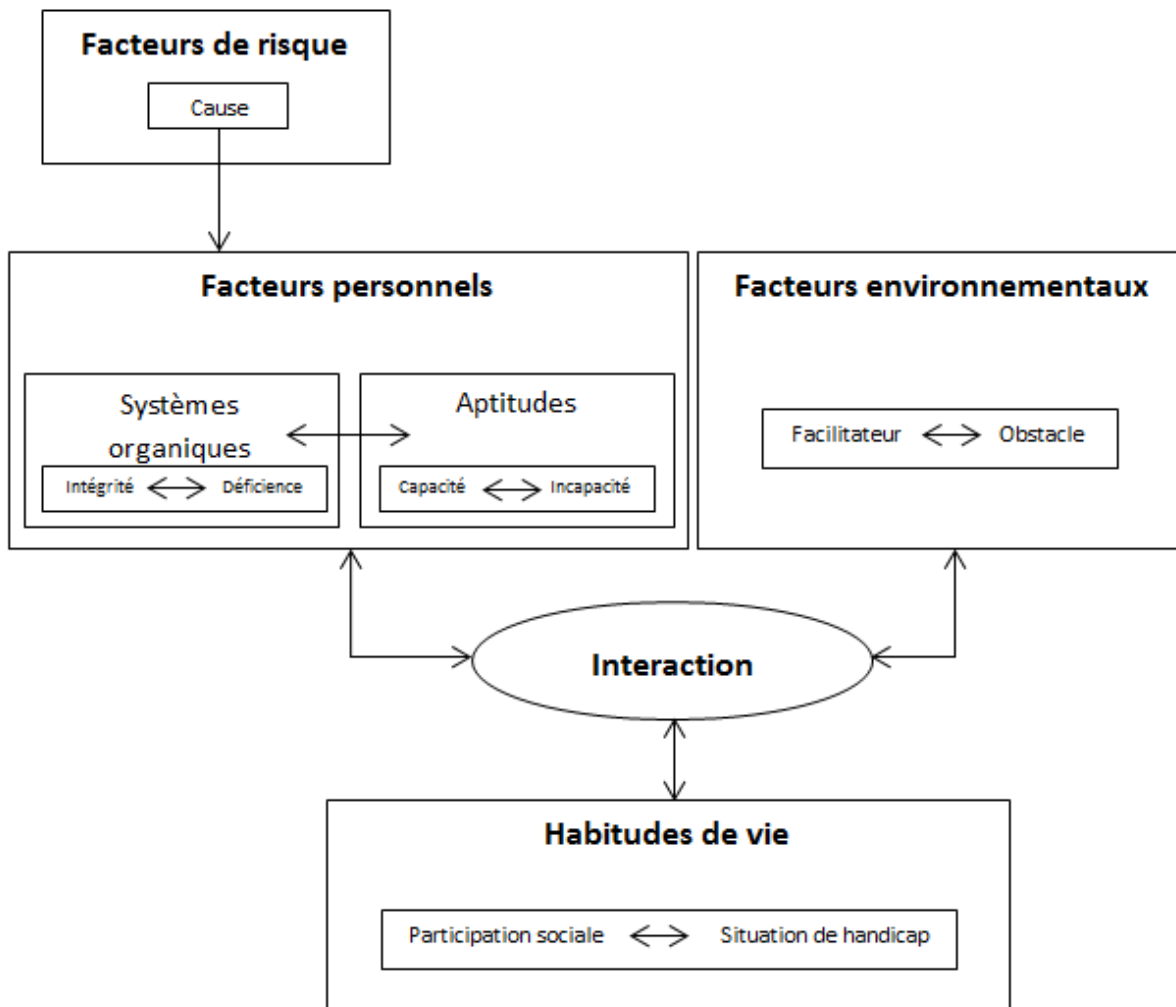 Facteurs de risque
Cause
Facteurs personnels
Systèmes
organiques
Intégrité Déficience
Aptitudes
Capacité Incapacité
Facteurs environnementaux
Facilitateur Obstacle
Interaction
Habitudes de vie
Participation sociale Situation de handicap